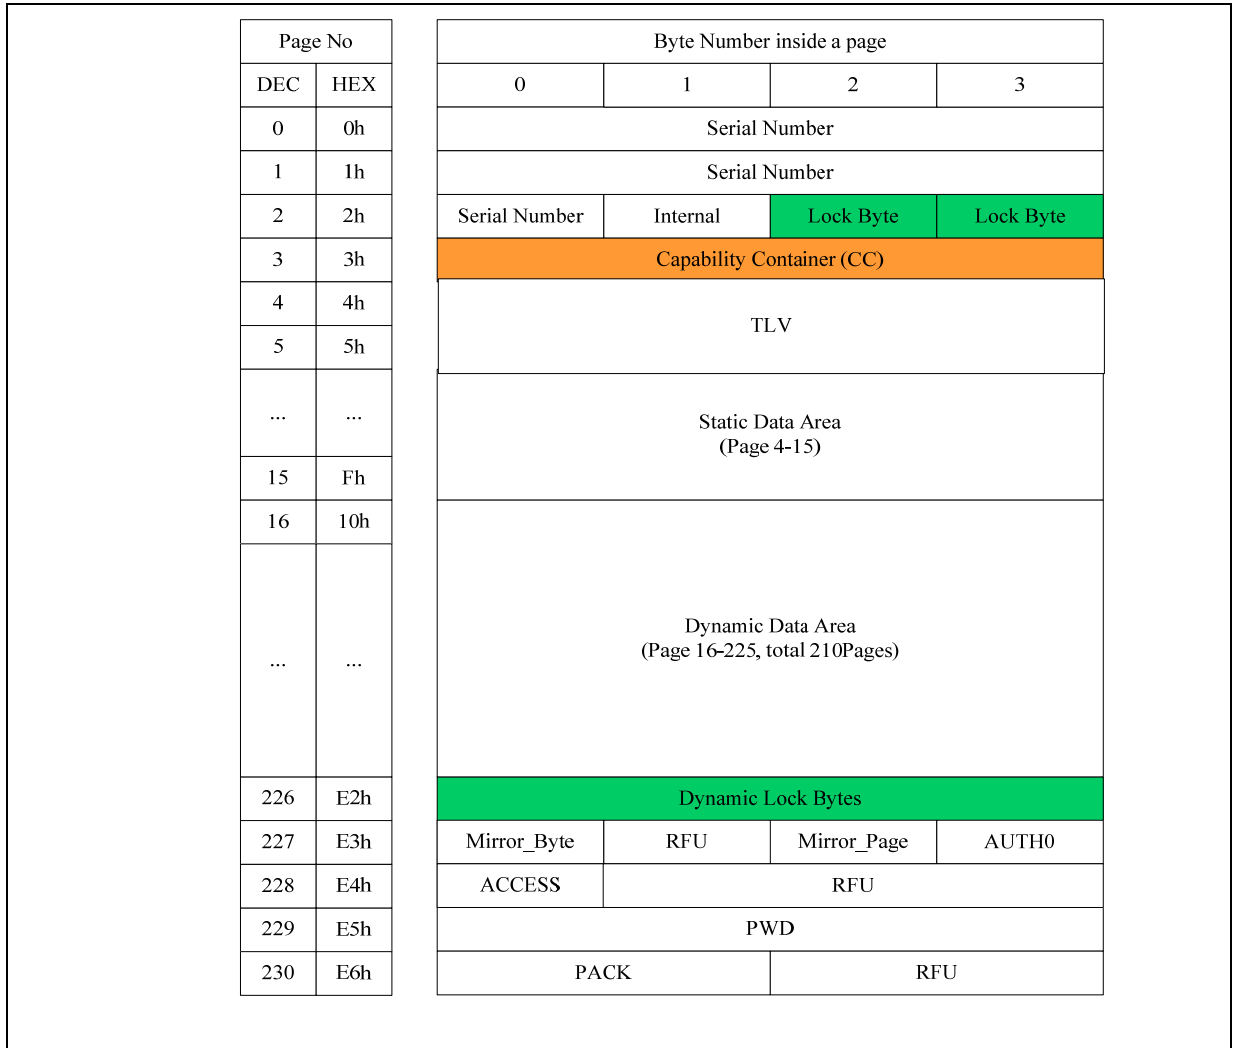 Page No Byte Number inside a page
DEC HEX 0 1 2 3
0 0h Serial Number
1 1h Serial Number
2 2h Serial Number Internal Lock Byte Lock Byte
3 3h Capability Container (CC)
4 4h
TLV
5 5h
... ...
Static Data Area
(Page 4-15)
15 Fh
16 10h
Dynamic Data Area
(Page 16-225, total 210Pages)
... ...
226 E2h Dynamic Lock Bytes
227 E3h Mirror_Byte RFU Mirror_Page AUTH0
228 E4h ACCESS RFU
229 E5h PWD
230 E6h PACK RFU